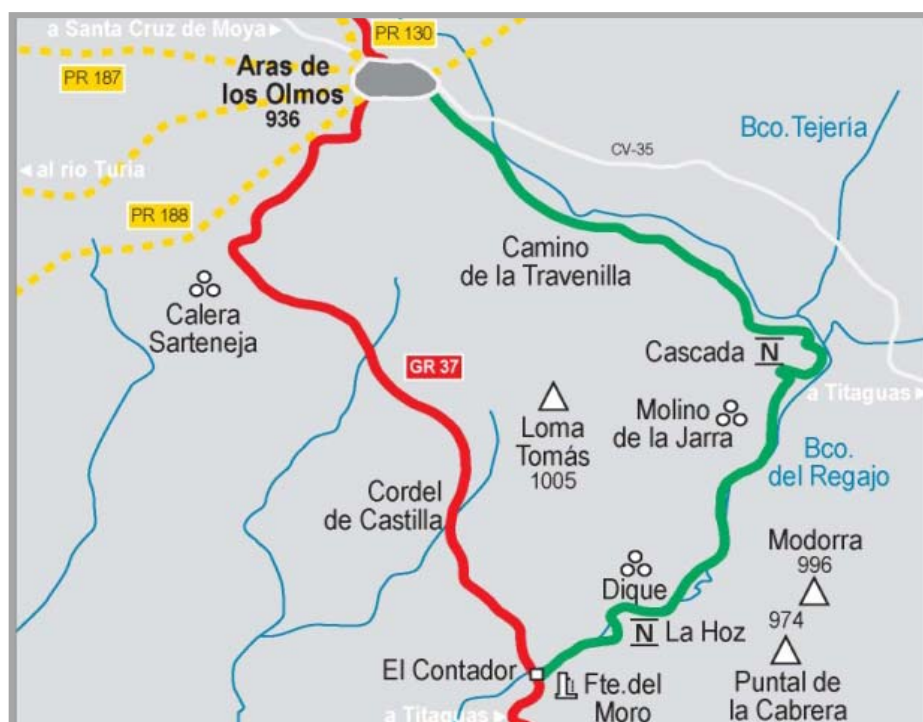 a Santa Cruz de Moya
PR 130
PR 187
Aras de
los Olmos
936
Bco.Tejería
CV-35
al rio Turia
PR 188
Camino
de la Travenilla
Calera
Sarteneja
Cascada
N
GR 37
a Titaguas
Molino
de la Jarra
Loma
Tomás
1005
Bco.
del Regajo
Cordel
de Castilla
Modorra
996
Dique
974
N
La Hoz
El Contador
Fte.del
Moro
Puntal de
la Cabrera
a Titaguas